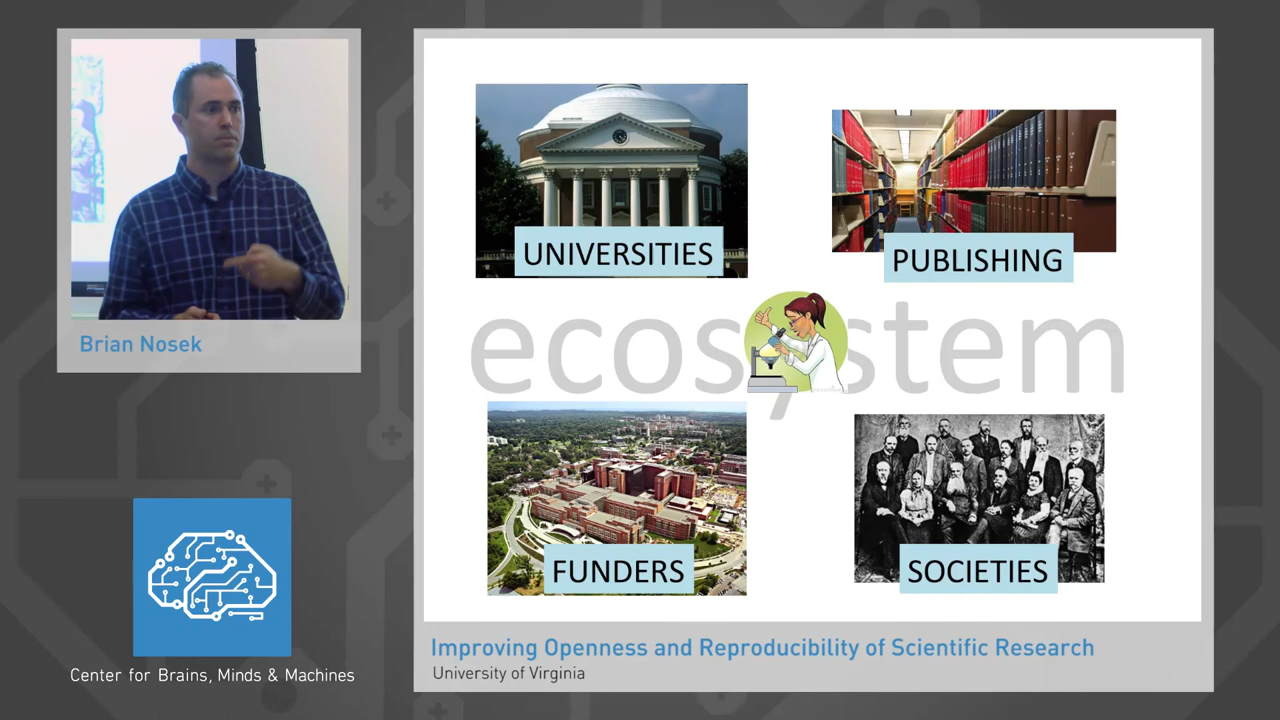 Brian Nosek
Center for Brains, Minds & Machines
UNIVERSITIES
PUBLISHING
ecosystem
FUNDERS
SOCIETIES
Improving Openness and Reproducibility of Scientific Research
University of Virginia